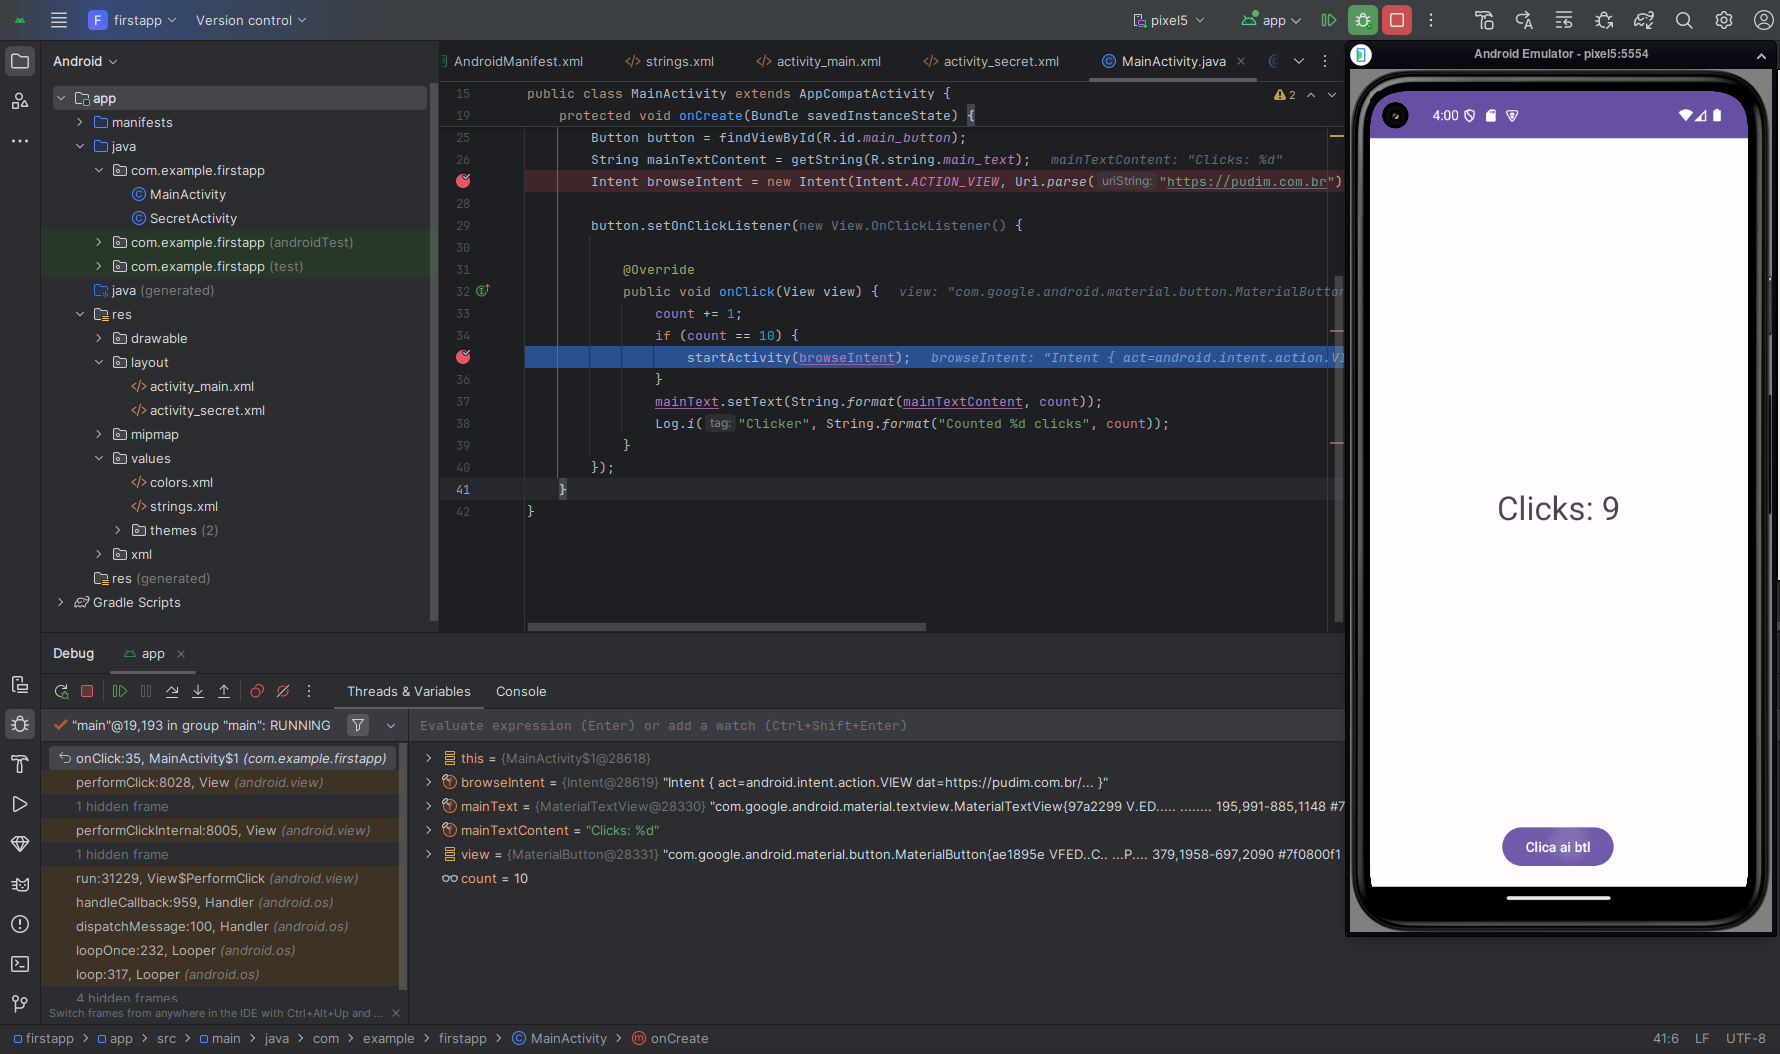 F firstapp Version control pixel5 app
Android
app
manifests
java
com.example.firstapp
MainActivity
SecretActivity
com.example.firstapp (androidTest)
com.example.firstapp (test)
java (generated)
res
drawable
layout
activity_main.xml
activity_secret.xml
mipmap
values
colors.xml
strings.xml
themes (2)
xml
res (generated)
Gradle Scripts
AndroidManifest.xml strings.xml activity_main.xml activity_secret.xml MainActivity.java
2
15 public class MainActivity extends AppCompatActivity {
19 protected void onCreate(Bundle savedInstanceState) {
25 Button button = findViewById(R.id.main_button);
26 String mainTextContent = getString(R.string.main_text); mainTextContent: "Clicks: %d"
Intent browseIntent = new Intent(Intent.ACTION_VIEW, Uri.parse( uriString: "https://pudim.com.br")
28
29 button.setOnClickListener(new View.OnClickListener() {
30
31 @Override
32 public void onClick(View view) { view: "com.google.android.material.button.MaterialButton
33 count += 1;
34 if (count == 10) {
startActivity(browseIntent); browseIntent: "Intent { act=android.intent.action.VI
36 }
37 mainText.setText(String.format(mainTextContent, count));
38 Log.i( tag: "Clicker", String.format("Counted %d clicks", count));
39 }
40 });
41 }
42 }
Android Emulator - pixel5:5554
4:00
Clicks: 9
Clica ai btl
Debug app
Threads & Variables Console
"main"@19,193 in group "main": RUNNING
onClick:35, MainActivity$1 (com.example.firstapp)
performClick:8028, View (android.view)
1 hidden frame
performClickInternal:8005, View (android.view)
1 hidden frame
run:31229, View$PerformClick (android.view)
handleCallback:959, Handler (android.os)
dispatchMessage:100, Handler (android.os)
loopOnce:232, Looper (android.os)
loop:317, Looper (android.os)
4 hidden frames
Switch frames from anywhere in the IDE with Ctrl+Alt+Up and ...
Evaluate expression (Enter) or add a watch (Ctrl+Shift+Enter)
this = {MainActivity$1@28618}
browseIntent = {Intent@28619} "Intent { act=android.intent.action.VIEW dat=https://pudim.com.br/... }"
mainText = {MaterialTextView@28330} "com.google.android.material.textview.MaterialTextView{97a2299 V.ED..... ........ 195,991-885,1148 #7
mainTextContent = "Clicks: %d"
view = {MaterialButton@28331} "com.google.android.material.button.MaterialButton{ae1895e VFED..C.. ...P.... 379,1958-697,2090 #7f0800f1
count = 10
firstapp > app > src > main > java > com > example > firstapp > MainActivity > onCreate
41:6 LF UTF-8